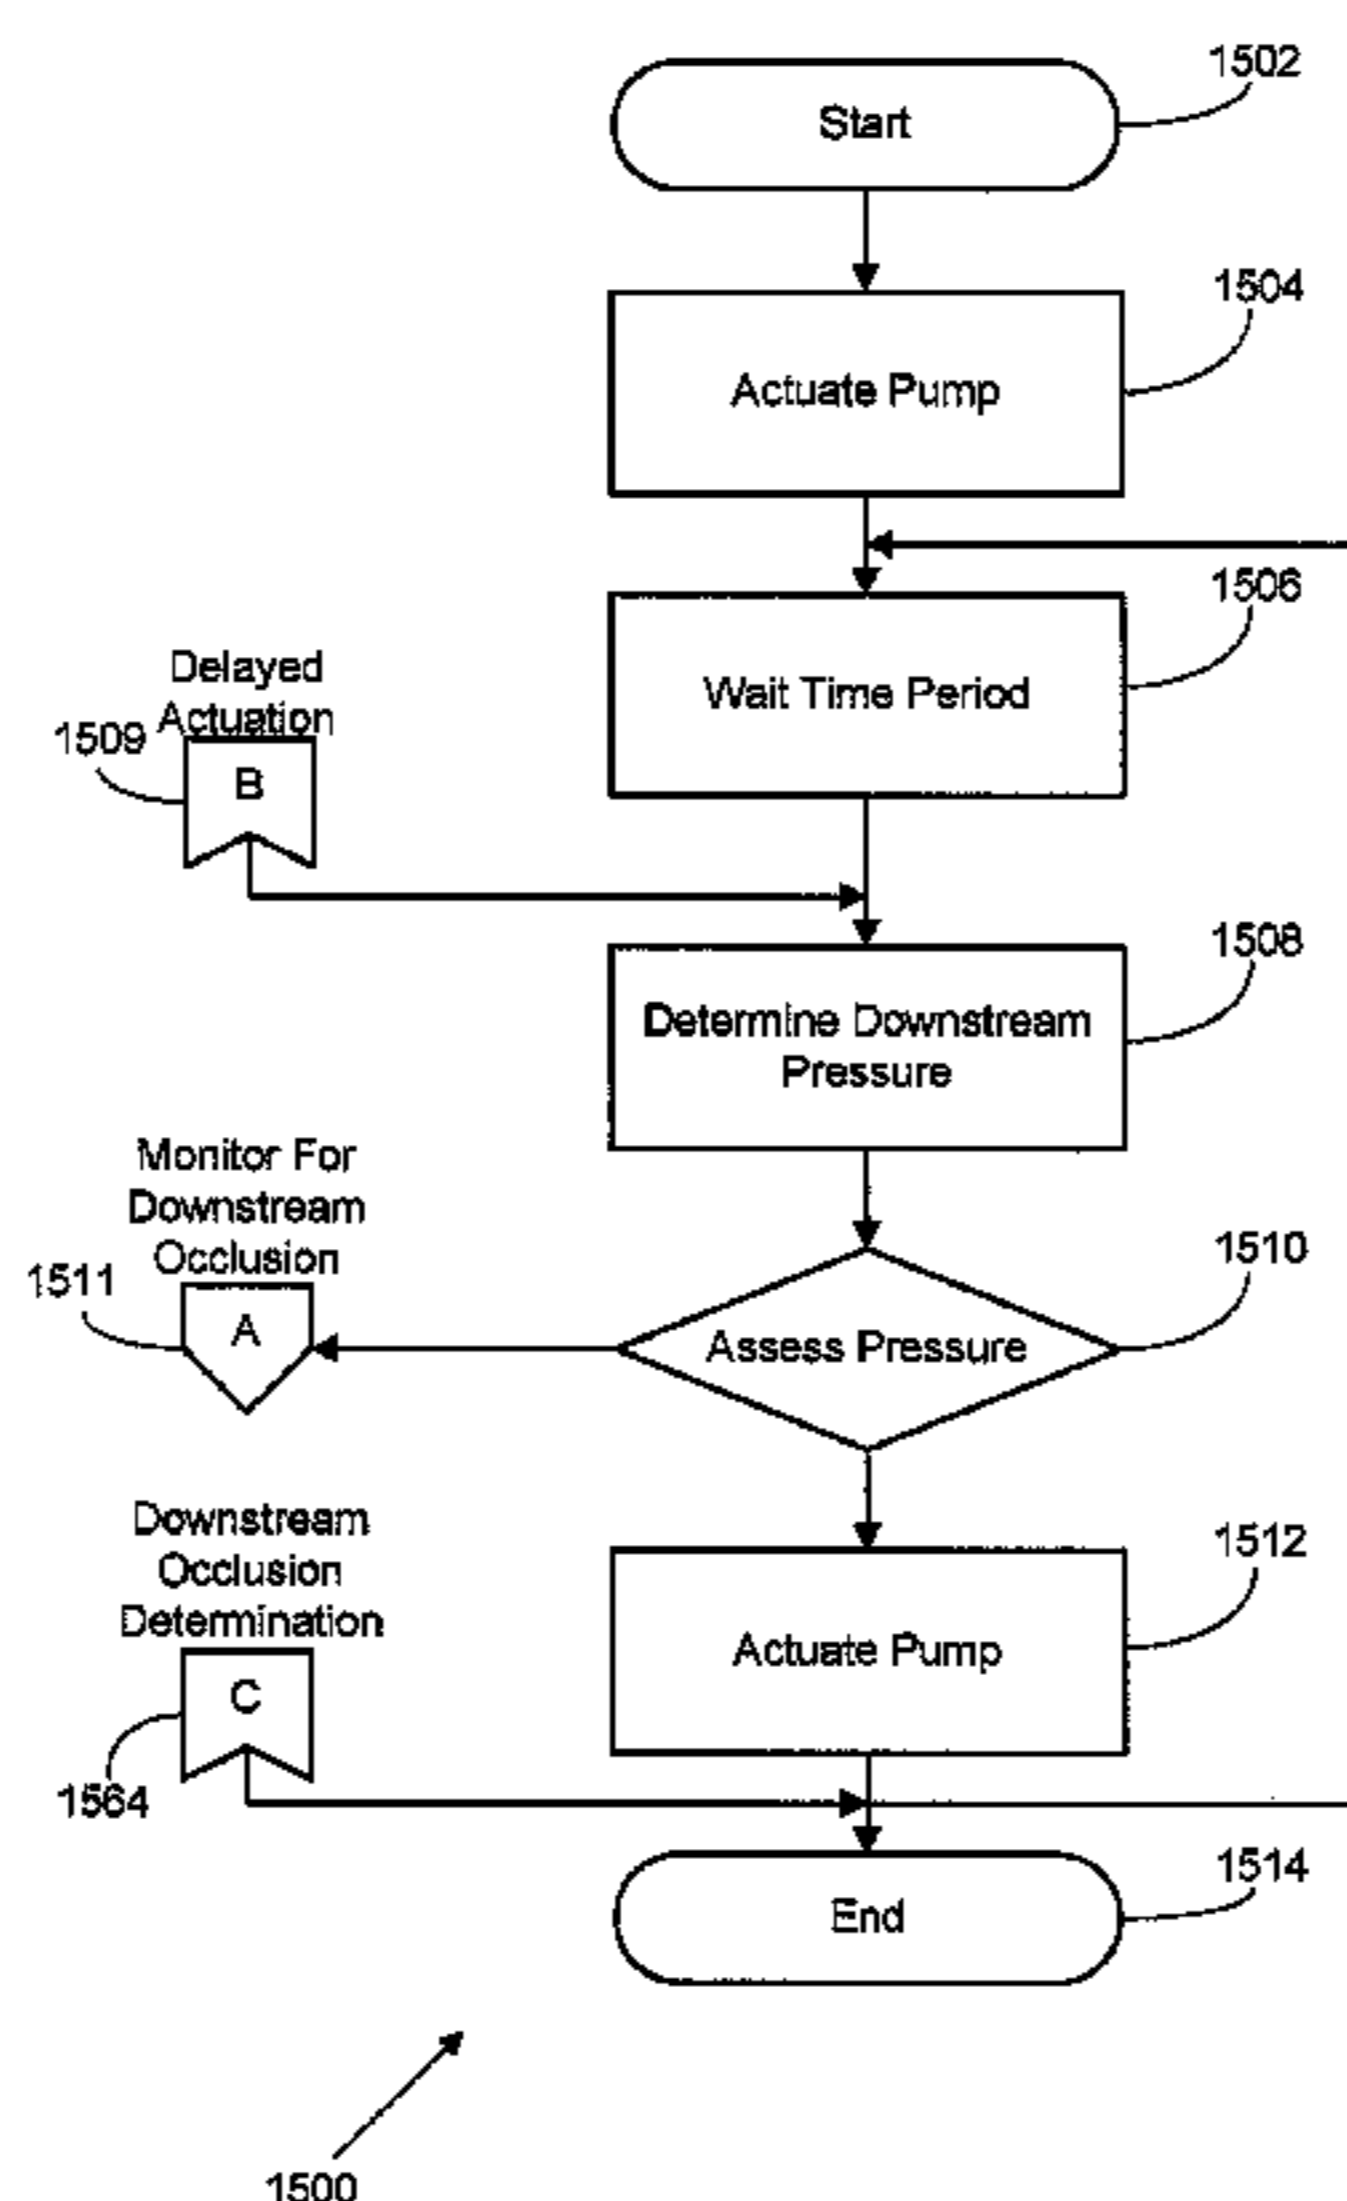 1502
Start
1504
Actuate Pump
1506
Wait Time Period
Delayed
Actuation
1509
B
1508
Determine Downstream
Pressure
Monitor For
Downstream
Occlusion
1511
A
1510
Assess Pressure
Downstream
Occlusion
Determination
C
1564
1512
Actuate Pump
1514
End
1500